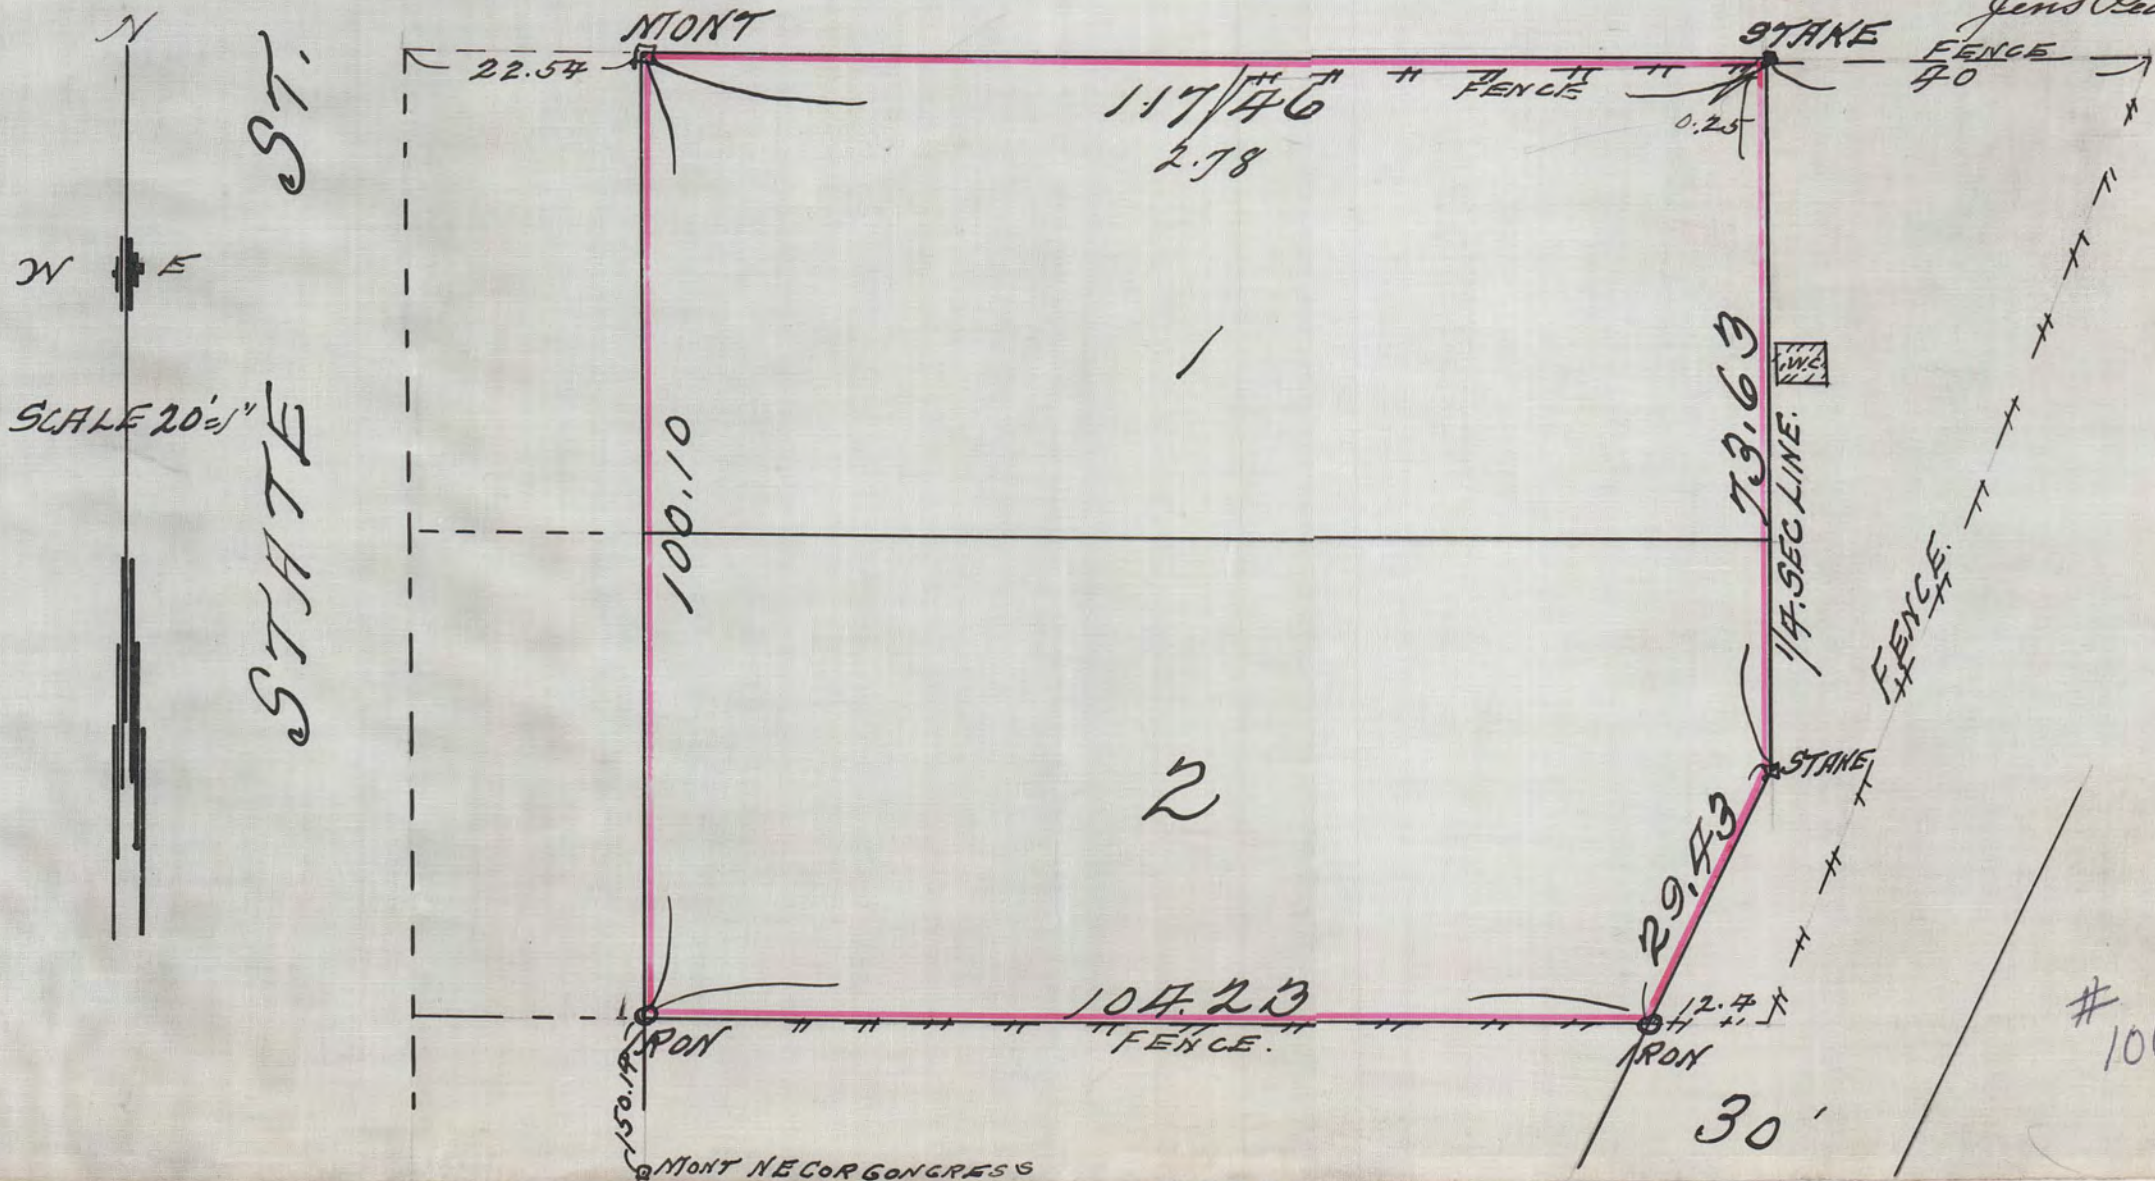 N
MONT
STAKE
Jens
22.54
FENCE
40
FENCE
117/46
2.78
0.25
W E
SCALE 20'=1"
STATE ST.
1
100.10
73.63
W.C.
1/4 SEC LINE.
FENCE.
2
STAKE
29.43
104.23
12.4
FENCE.
IRON
IRON
150.19
30'
#
MONT NE COR CONGRESS